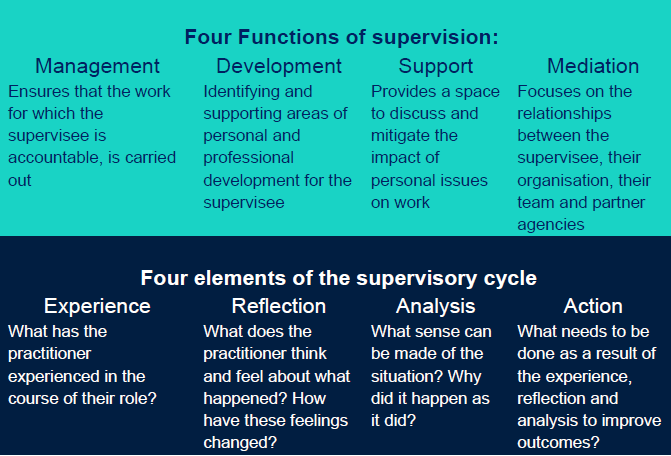 Four Functions of supervision:
Management
Ensures that the work
for which the
supervisee is
accountable, is carried
out
Development
Identifying and
supporting areas of
personal and
professional
development for the
supervisee
Support
Provides a space
to discuss and
mitigate the
impact of
personal issues
on work
Mediation
Focuses on the
relationships
between the
supervisee, their
organisation, their
team and partner
agencies
Four elements of the supervisory cycle
Experience
What has the
practitioner
experienced in the
course of their role?
Reflection
What does the
practitioner think
and feel about what
happened? How
have these feelings
changed?
Analysis
What sense can
be made of the
situation? Why
did it happen as
it did?
Action
What needs to be
done as a result of
the experience,
reflection and
analysis to improve
outcomes?